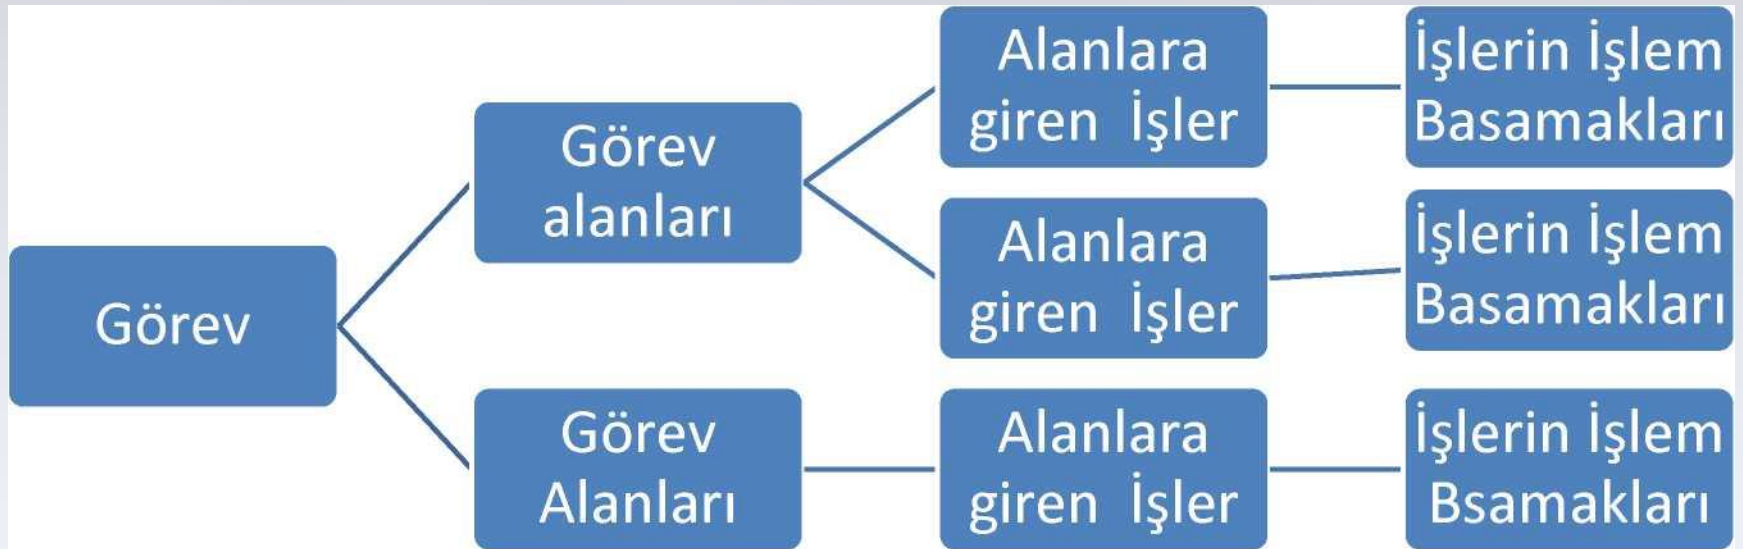 Görev
Görev
alanları
Alanlara
giren İşler
İşlerin İşlem
Basamakları
Alanlara
giren İşler
İşlerin İşlem
Basamakları
Görev
Alanları
Alanlara
giren İşler
İşlerin İşlem
Bsamakları